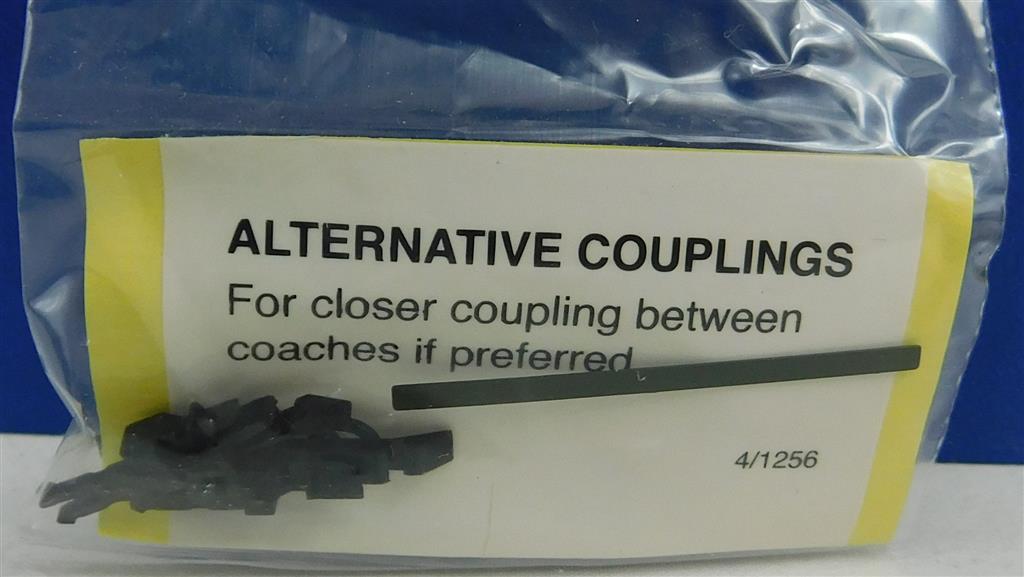 ALTERNATIVE COUPLINGS
For closer coupling between
coaches if preferred
4/1256